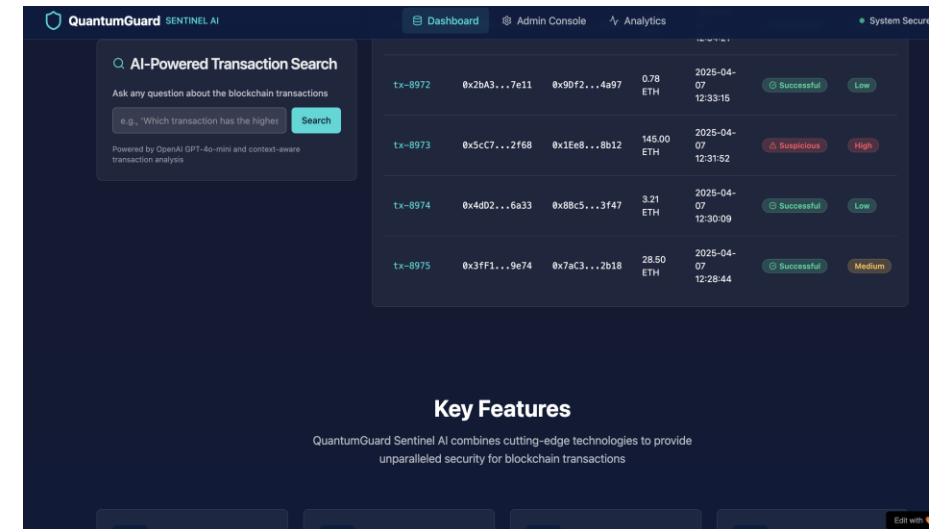 QuantumGuard SENTINEL AI
Dashboard
Admin Console
Analytics
System Secure
AI-Powered Transaction Search
Ask any question about the blockchain transactions
e.g., 'Which transaction has the highes
Search
Powered by OpenAI GPT-4o-mini and context-aware
transaction analysis
tx-8972 0x2bA3...7e11 0x9Df2...4a97 0.78 ETH 2025-04-07 12:33:15 Successful Low
tx-8973 0x5cC7...2f68 0x1Ee8...8b12 145.00 ETH 2025-04-07 12:31:52 Suspicious High
tx-8974 0x4dD2...6a33 0x8Bc5...3f47 3.21 ETH 2025-04-07 12:30:09 Successful Low
tx-8975 0x3fF1...9e74 0x7aC3...2b18 28.50 ETH 2025-04-07 12:28:44 Successful Medium
Key Features
QuantumGuard Sentinel AI combines cutting-edge technologies to provide
unparalleled security for blockchain transactions
Edit with